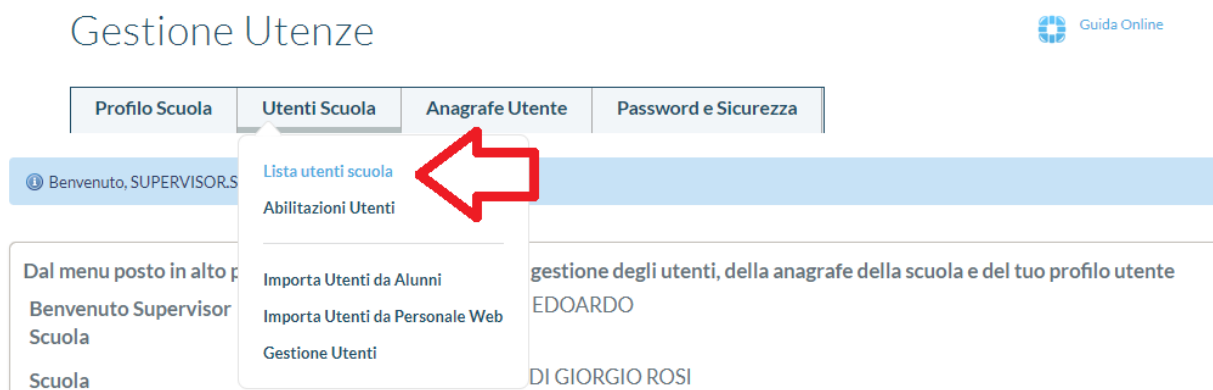 Gestione Utenze
Guida Online
Profilo Scuola
Utenti Scuola
Anagrafe Utente
Password e Sicurezza
Benvenuto, SUPERVISOR.S
Lista utenti scuola
Abilitazioni Utenti
Importa Utenti da Alunni
Importa Utenti da Personale Web
Gestione Utenti
Dal menu posto in alto p
gestione degli utenti, della anagrafe della scuola e del tuo profilo utente
Benvenuto Supervisor
Scuola
EDOARDO
Scuola
DI GIORGIO ROSI